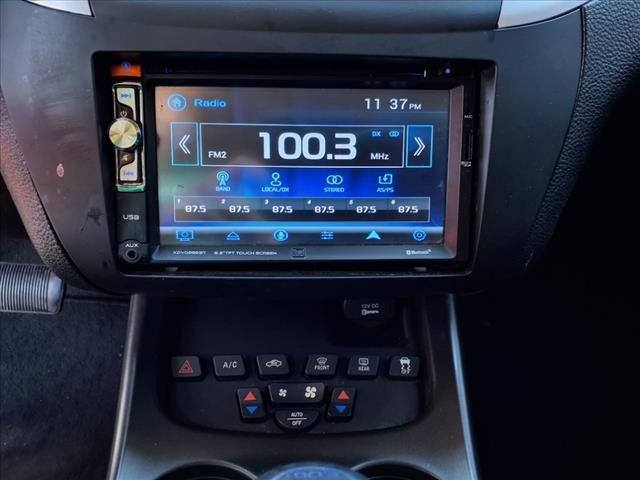 Radio
11 37 PM
DX
FM2 100.3 MHz
BAND LOCAL/DX STEREO AS/PS
1 2 3 4 5 6
87.5 87.5 87.5 87.5 87.5 87.5
USB
AUX
6.2" TFT TOUCH SCREEN
Bluetooth
MIC
12V DC
A/C FRONT REAR
AUTO
OFF